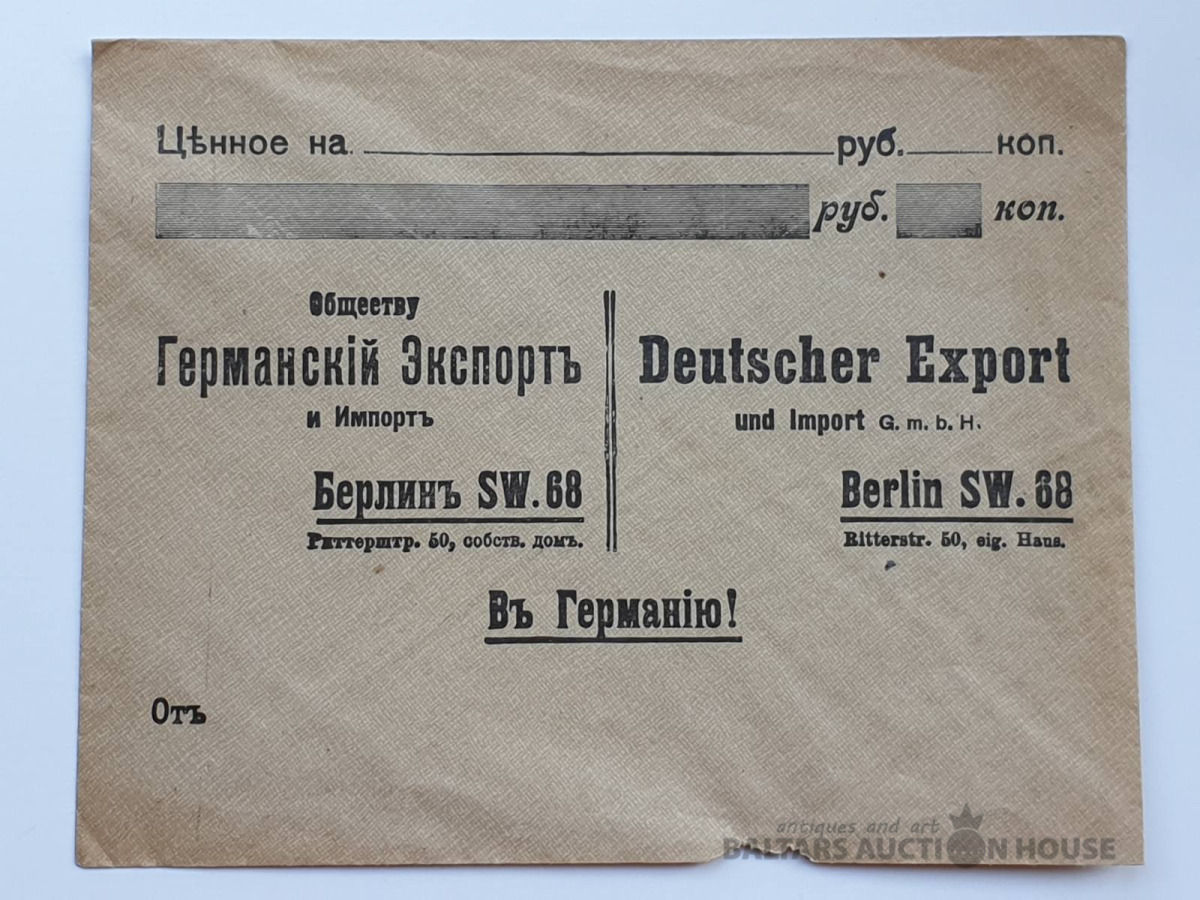 Цѣнное на руб. коп.
руб. коп.
Обществу
Германскій Экспортъ
и Импортъ
Берлинъ SW. 68
Риттерштр. 50, собств. домъ.
Deutscher Export
und Import G. m. b. H.
Berlin SW. 68
Ritterstr. 50, eig. Haus.
Въ Германію!
Отъ
antiques and art
BALTARS AUCTION HOUSE